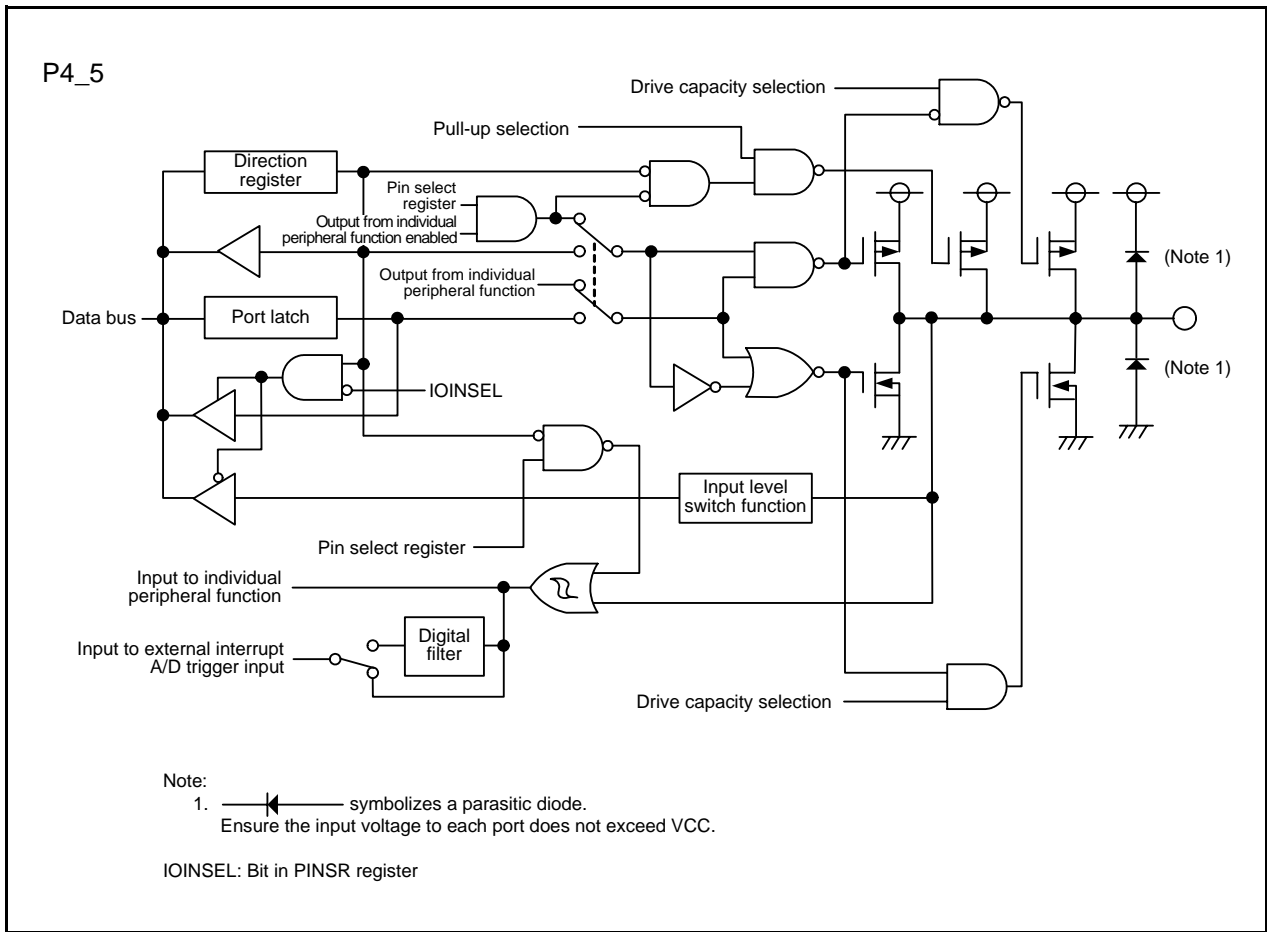 P4_5
Drive capacity selection
Pull-up selection
Direction
register
Pin select
register
Output from individual
peripheral function enabled
(Note 1)
Output from individual
peripheral function
Data bus
Port latch
(Note 1)
IOINSEL
Input level
switch function
Pin select register
Input to individual
peripheral function
Digital
filter
Input to external interrupt
A/D trigger input
Drive capacity selection
Note:
1. symbolizes a parasitic diode.
Ensure the input voltage to each port does not exceed VCC.
IOINSEL: Bit in PINSR register